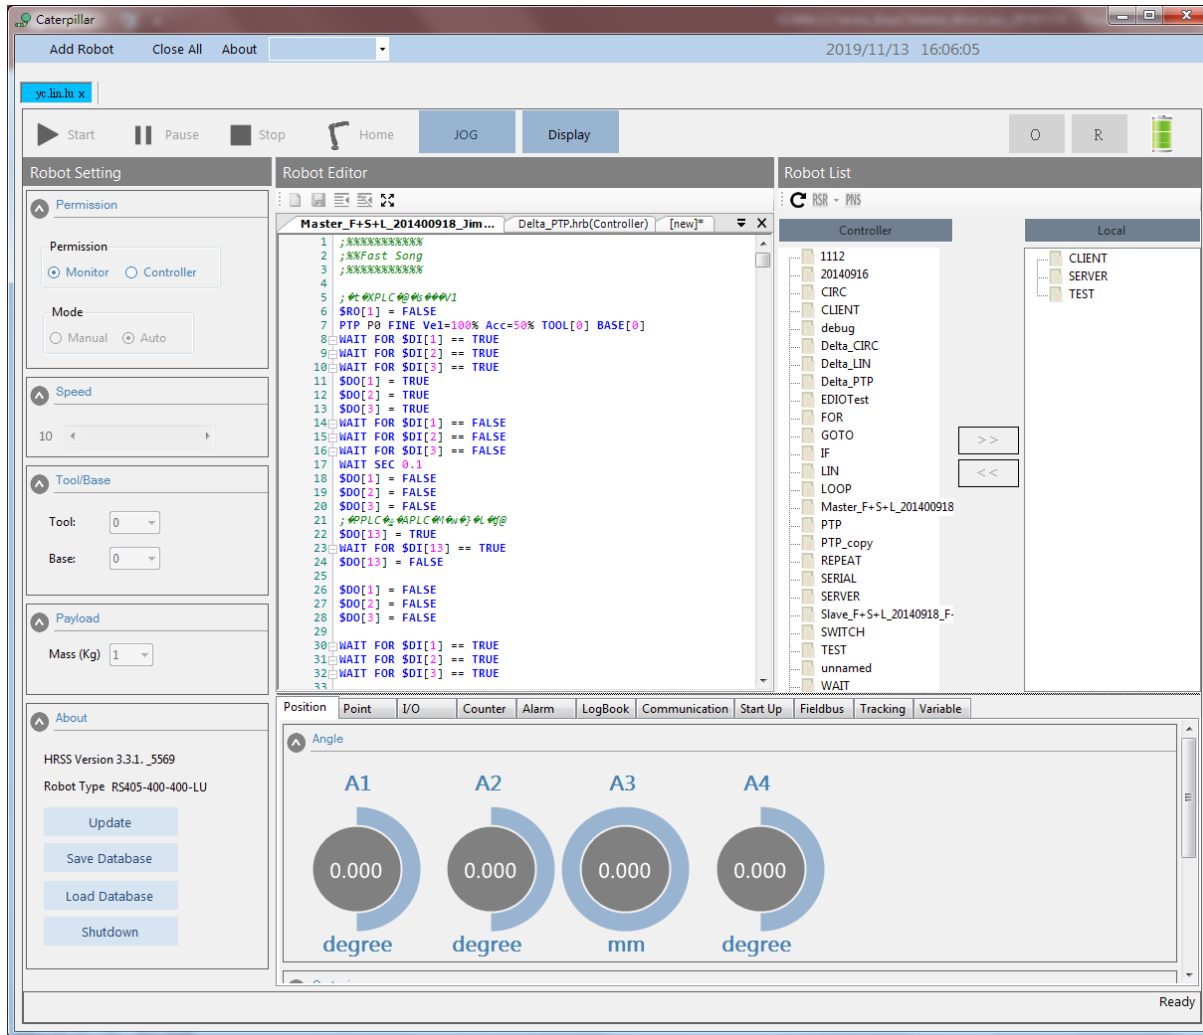 Caterpillar
Add Robot Close All About 2019/11/13 16:06:05
yc.lin.lu x
Start Pause Stop Home JOG Display O R
Robot Setting
Permission
Permission
Monitor Controller
Mode
Manual Auto
Speed
10
Tool/Base
Tool: 0
Base: 0
Payload
Mass (Kg) 1
About
HRSS Version 3.3.1. _5569
Robot Type RS405-400-400-LU
Update
Save Database
Load Database
Shutdown
Robot Editor
Master_F+S+L_201400918_Jim... Delta_PTP.hrb(Controller) [new]* X
1 ;%%%%%%%%%%%
2 ;%%Fast Song
3 ;%%%%%%%%%%%
4
5 ;�t�XPLC�@�s���V1
6 $RO[1] = FALSE
7 PTP P0 FINE Vel=100% Acc=50% TOOL[0] BASE[0]
8 WAIT FOR $DI[1] == TRUE
9 WAIT FOR $DI[2] == TRUE
10 WAIT FOR $DI[3] == TRUE
11 $DO[1] = TRUE
12 $DO[2] = TRUE
13 $DO[3] = TRUE
14 WAIT FOR $DI[1] == FALSE
15 WAIT FOR $DI[2] == FALSE
16 WAIT FOR $DI[3] == FALSE
17 WAIT SEC 0.1
18 $DO[1] = FALSE
19 $DO[2] = FALSE
20 $DO[3] = FALSE
21
22 $DO[13] = TRUE
23 WAIT FOR $DI[13] == TRUE
24 $DO[13] = FALSE
25
26 $DO[1] = FALSE
27 $DO[2] = FALSE
28 $DO[3] = FALSE
29
30 WAIT FOR $DI[1] == TRUE
31 WAIT FOR $DI[2] == TRUE
32 WAIT FOR $DI[3] == TRUE
33
Robot List
RSR - PNS
Controller
1112
20140916
CIRC
CLIENT
debug
Delta_CIRC
Delta_LIN
Delta_PTP
EDIOTest
FOR
GOTO
IF
LIN
LOOP
Master_F+S+L_201400918
PTP
PTP_copy
REPEAT
SERIAL
SERVER
Slave_F+S+L_20140918_F-
SWITCH
TEST
unnamed
WAIT
>>
<<
Local
CLIENT
SERVER
TEST
Position Point I/O Counter Alarm LogBook Communication Start Up Fieldbus Tracking Variable
Angle
A1 A2 A3 A4
0.000 0.000 0.000 0.000
degree degree mm degree
Ready